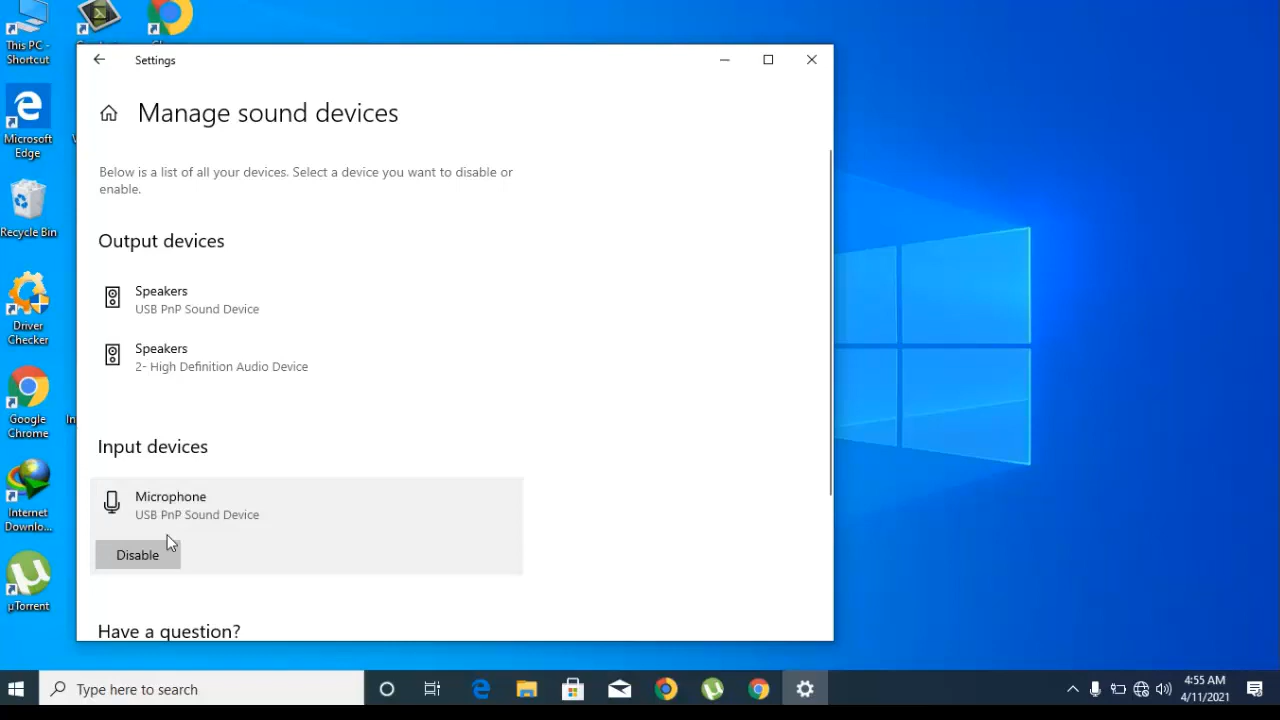 This PC -
Shortcut
Microsoft
Edge
Recycle Bin
Driver
Checker
Google
Chrome
In
Internet
Downlo...
µTorrent
Settings
Manage sound devices
Below is a list of all your devices. Select a device you want to disable or
enable.
Output devices
Speakers
USB PnP Sound Device
Speakers
2- High Definition Audio Device
Input devices
Microphone
USB PnP Sound Device
Disable
Have a question?
Type here to search
4:55 AM
4/11/2021